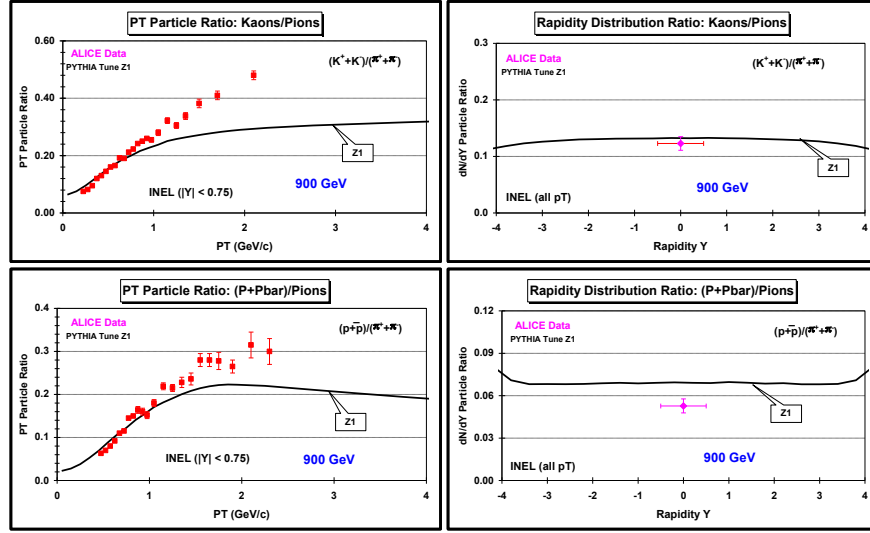 PT Particle Ratio: Kaons/Pions
0.60
0.40
0.20
0.00
PT Particle Ratio
ALICE Data
PYTHIA Tune Z1
(K⁺+K⁻)/(π⁺+π⁻)
Z1
INEL (|Y| < 0.75)
900 GeV
0 1 2 3 4
PT (GeV/c)
Rapidity Distribution Ratio: Kaons/Pions
0.3
0.2
0.1
0.0
dN/dY Particle Ratio
ALICE Data
PYTHIA Tune Z1
(K⁺+K⁻)/(π⁺+π⁻)
Z1
INEL (all pT)
900 GeV
-4 -3 -2 -1 0 1 2 3 4
Rapidity Y
PT Particle Ratio: (P+Pbar)/Pions
0.4
0.3
0.2
0.1
0.0
PT Particle Ratio
ALICE Data
PYTHIA Tune Z1
(p+p̅)/(π⁺+π⁻)
Z1
INEL (|Y| < 0.75)
900 GeV
0 1 2 3 4
PT (GeV/c)
Rapidity Distribution Ratio: (P+Pbar)/Pions
0.12
0.09
0.06
0.03
0.00
dN/dY Particle Ratio
ALICE Data
PYTHIA Tune Z1
(p+p̅)/(π⁺+π⁻)
Z1
INEL (all pT)
900 GeV
-4 -3 -2 -1 0 1 2 3 4
Rapidity Y